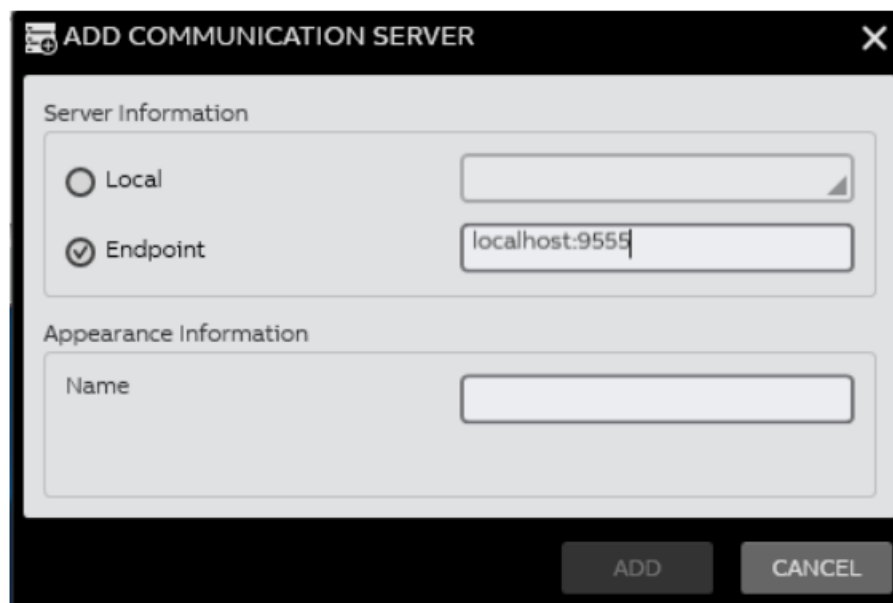 ADD COMMUNICATION SERVER
Server Information
Local
Endpoint
localhost:9555
Appearance Information
Name
ADD
CANCEL